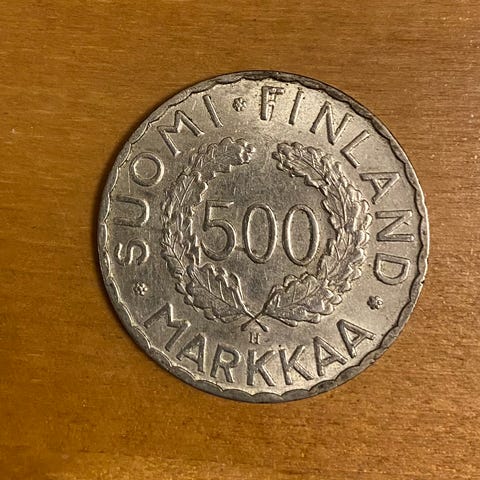 SUOMI * FINLAND
500
H
* MARKKAA *